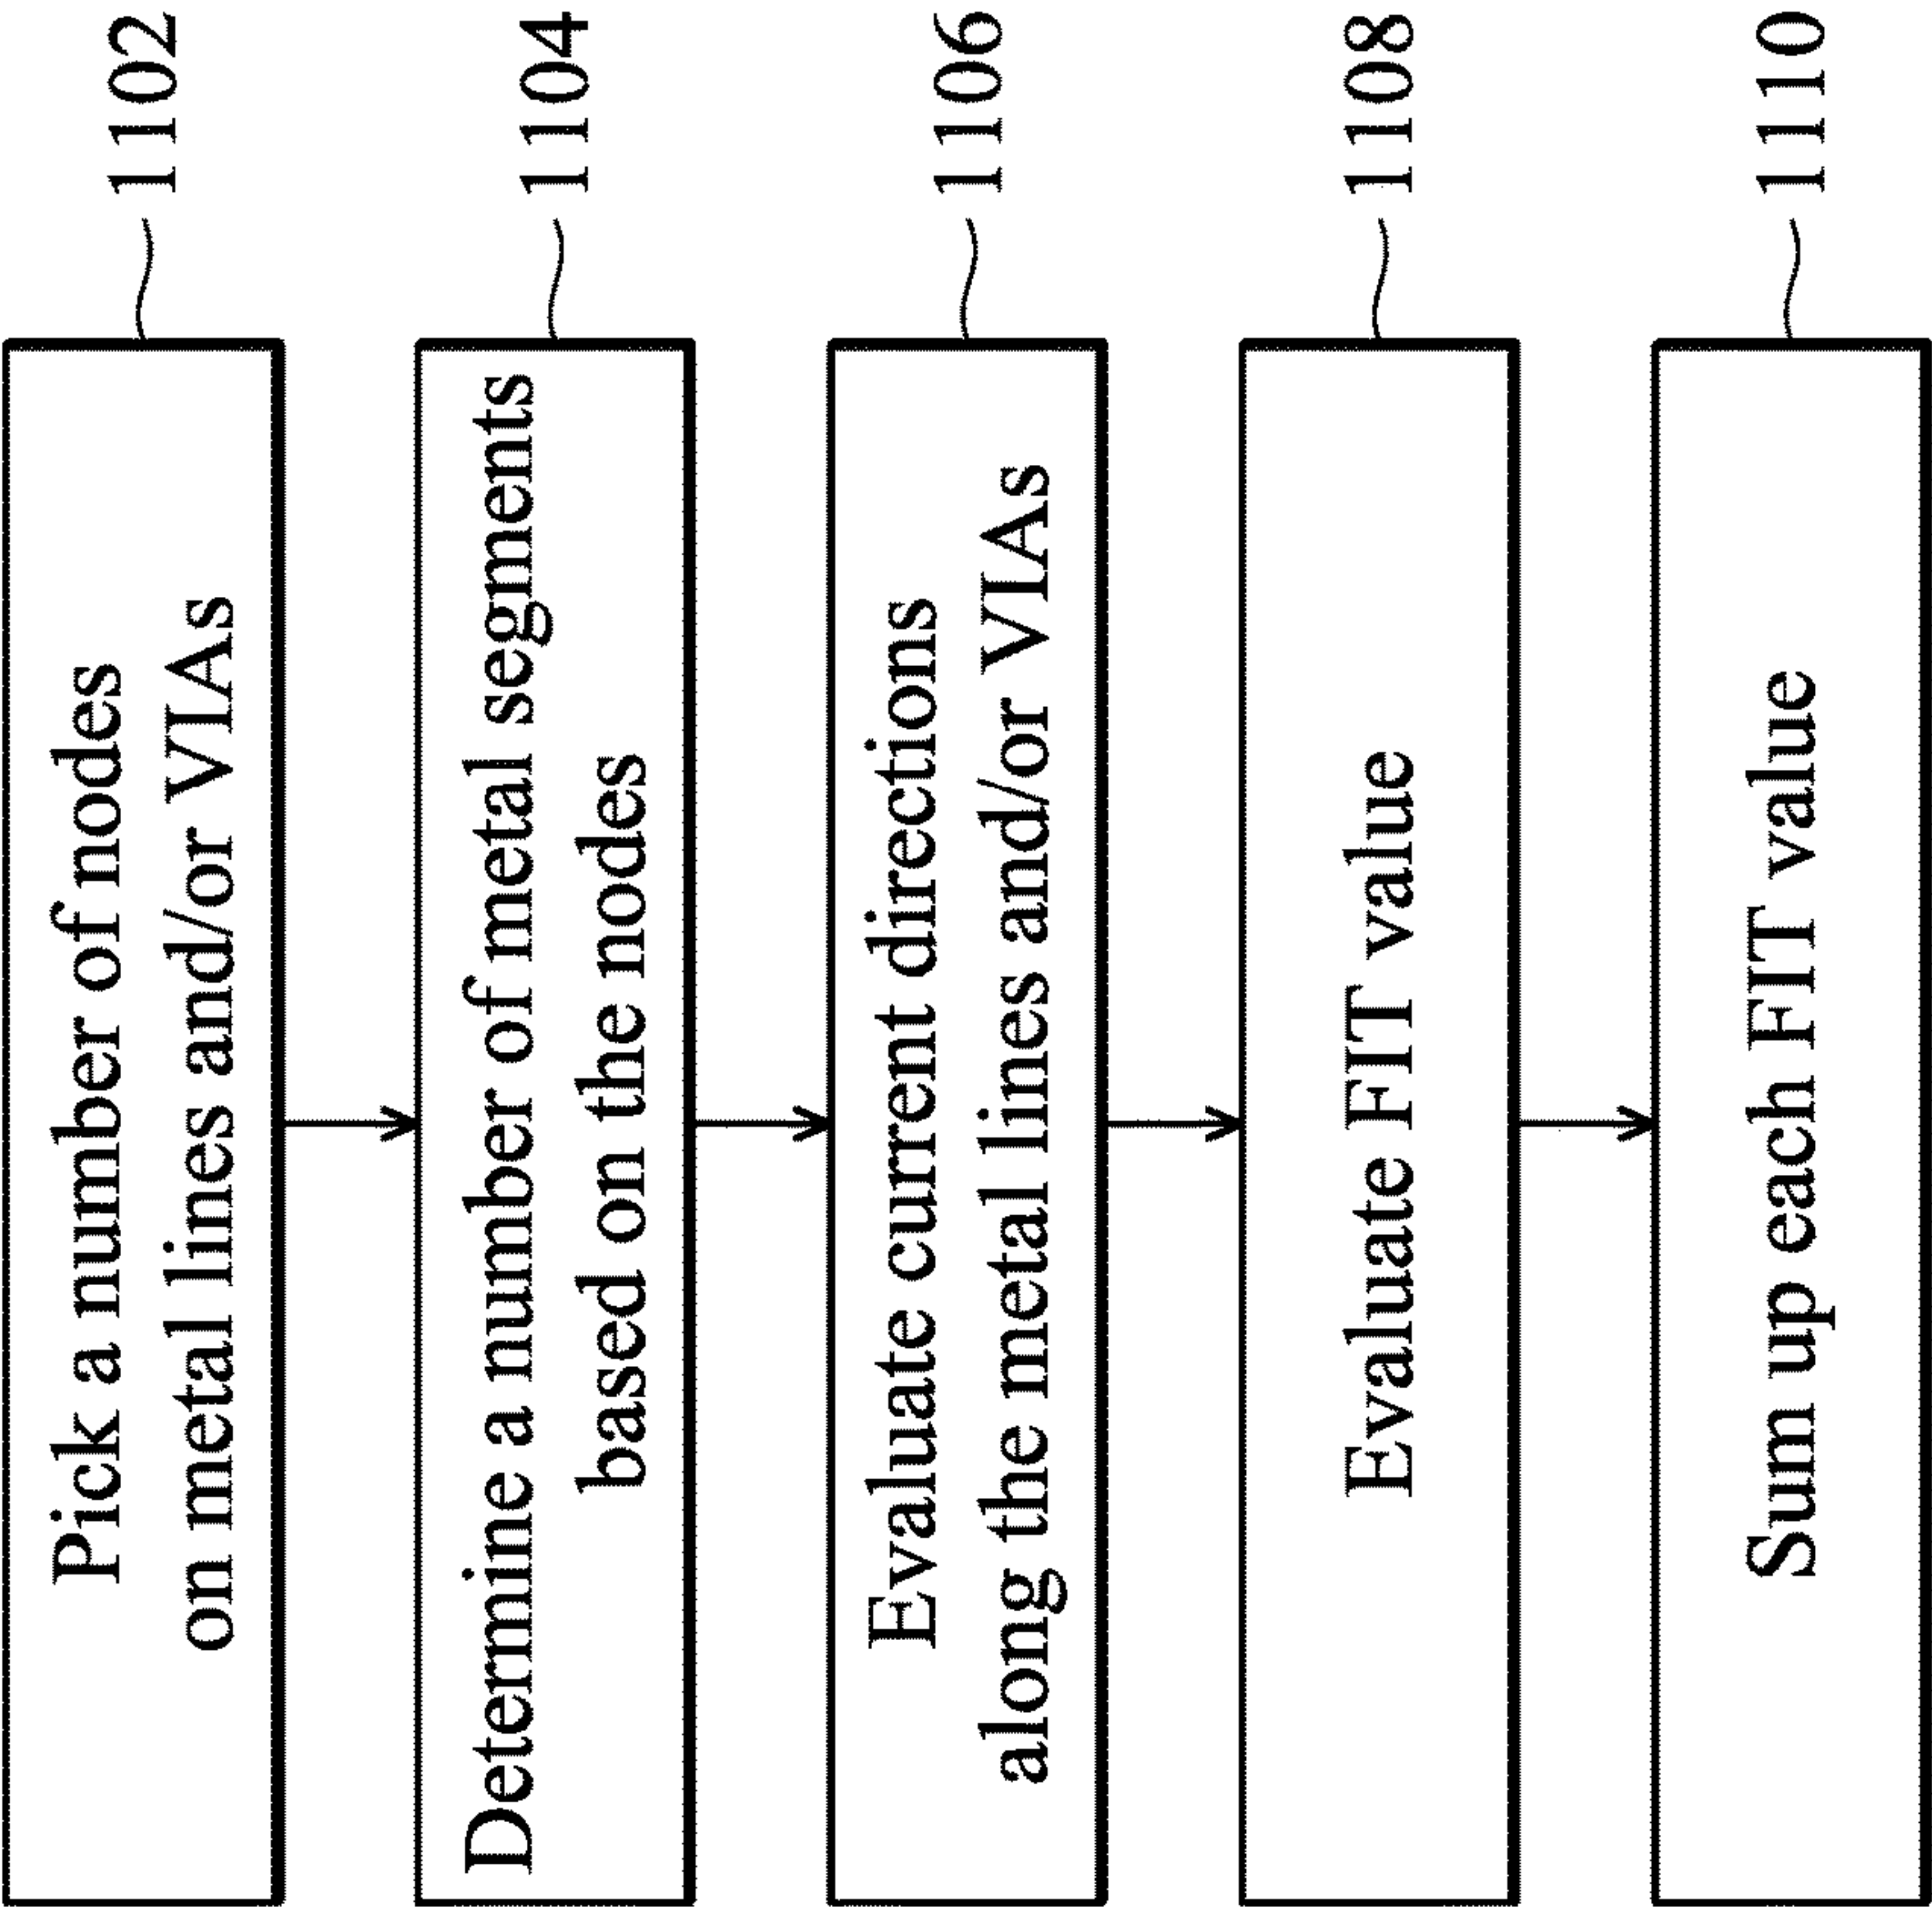 Pick a number of nodes
on metal lines and/or VIAs
1102
Determine a number of metal segments
based on the nodes
1104
Evaluate current directions
along the metal lines and/or VIAs
1106
Evaluate FIT value
1108
Sum up each FIT value
1110